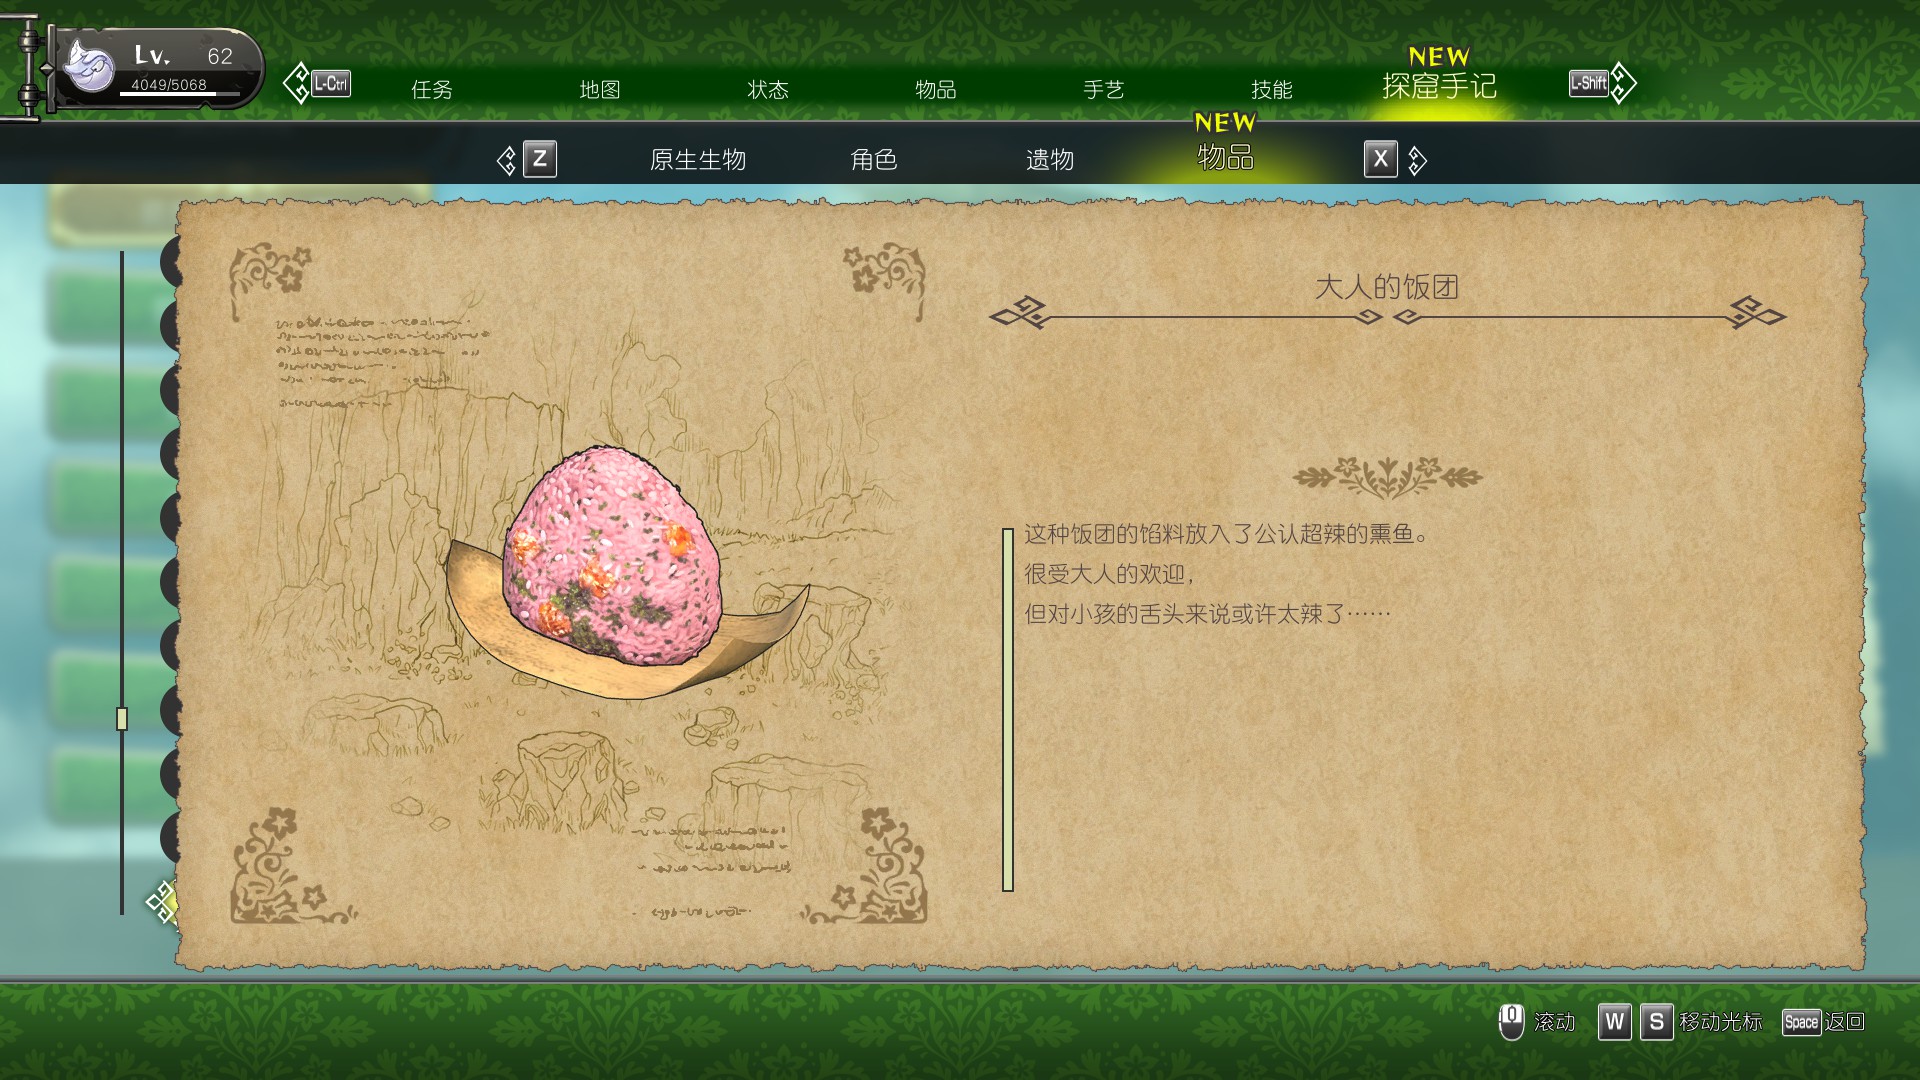 Lv. 62
4049/5068
L-Ctrl
任务
地图
状态
物品
手艺
技能
NEW
探窟手记
L-Shift
Z
原生生物
角色
遗物
NEW
物品
X
大人的饭团
这种饭团的馅料放入了公认超辣的熏鱼。
很受大人的欢迎，
但对小孩的舌头来说或许太辣了……
滚动
W S 移动光标
Space 返回